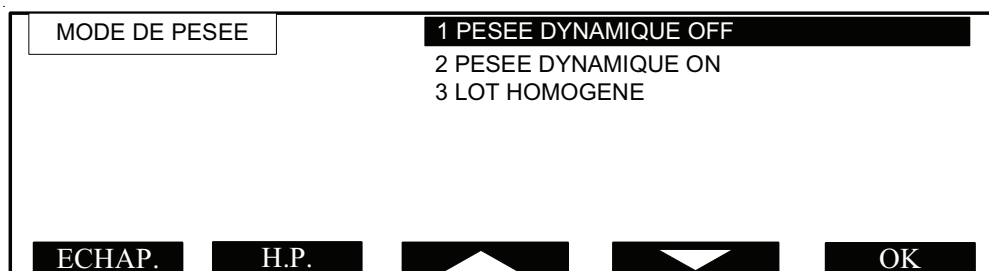 MODE DE PESEE
1 PESEE DYNAMIQUE OFF
2 PESEE DYNAMIQUE ON
3 LOT HOMOGENE
ECHAP. H.P. OK